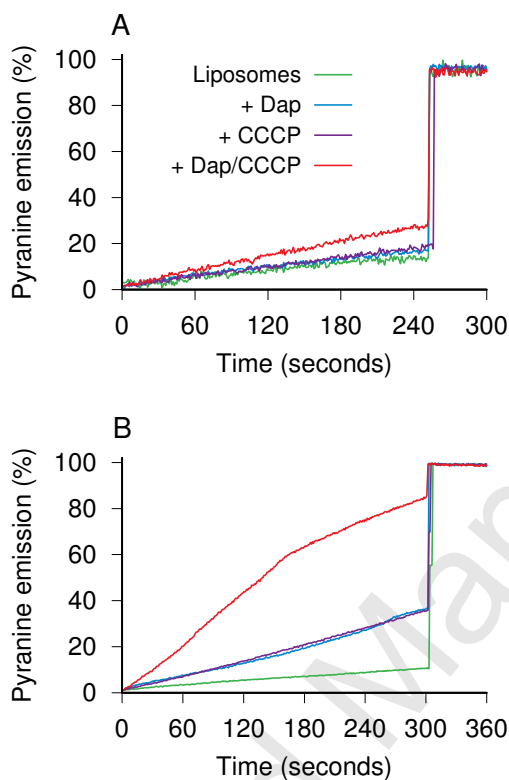 A
Pyranine emission (%)
100
80
60
40
20
0
Liposomes
+ Dap
+ CCCP
+ Dap/CCCP
0 60 120 180 240 300
Time (seconds)
B
Pyranine emission (%)
100
80
60
40
20
0
0 60 120 180 240 300 360
Time (seconds)